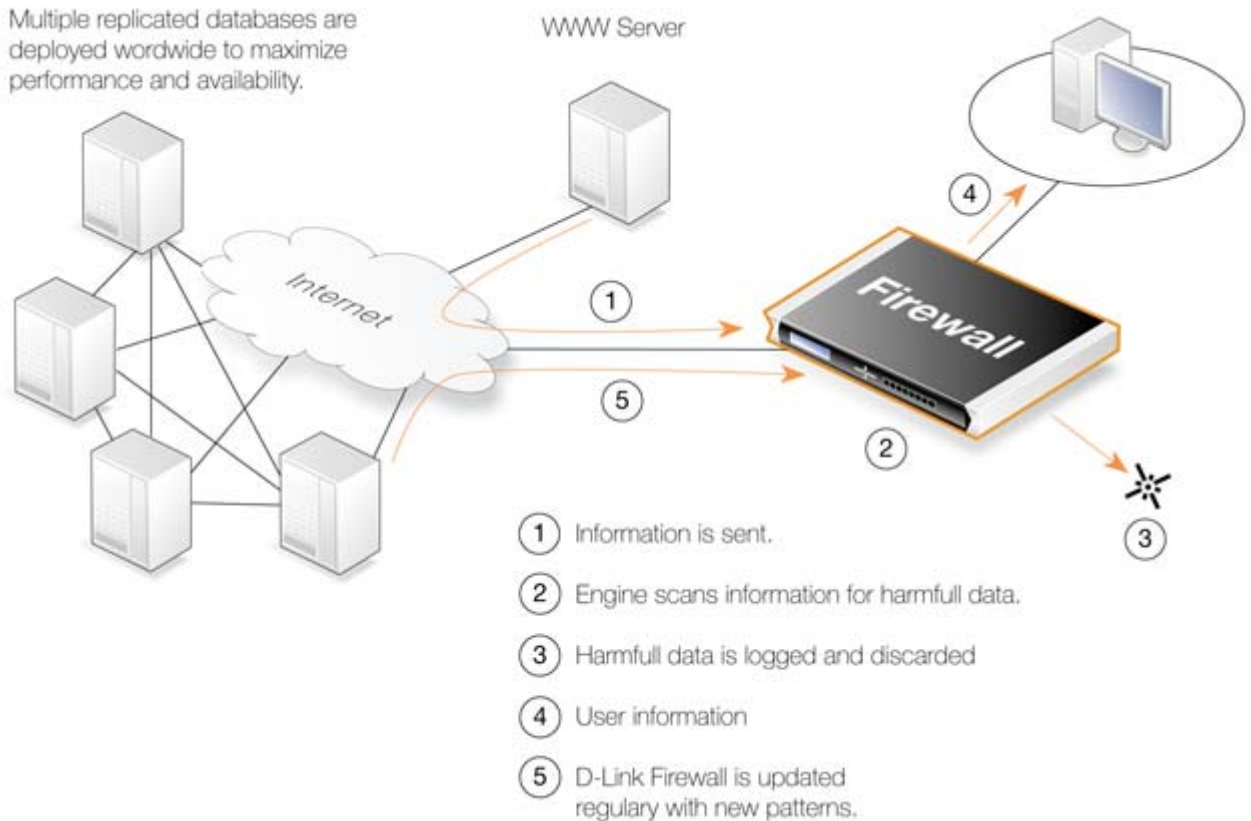 Multiple replicated databases are
deployed wordwide to maximize
performance and availability.
WWW Server
Internet
Firewall
1
2
3
4
5
1 Information is sent.
2 Engine scans information for harmfull data.
3 Harmfull data is logged and discarded
4 User information
5 D-Link Firewall is updated
regulary with new patterns.